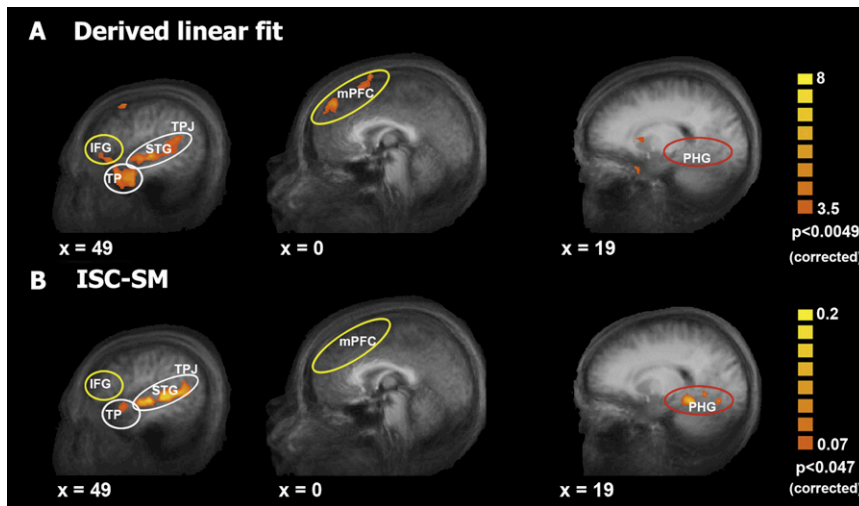 A Derived linear fit
IFG
TP
STG
TPJ
mPFC
PHG
8
3.5
p<0.0049
(corrected)
x = 49
x = 0
x = 19
B ISC-SM
IFG
TP
STG
TPJ
mPFC
PHG
0.2
0.07
p<0.047
(corrected)
x = 49
x = 0
x = 19